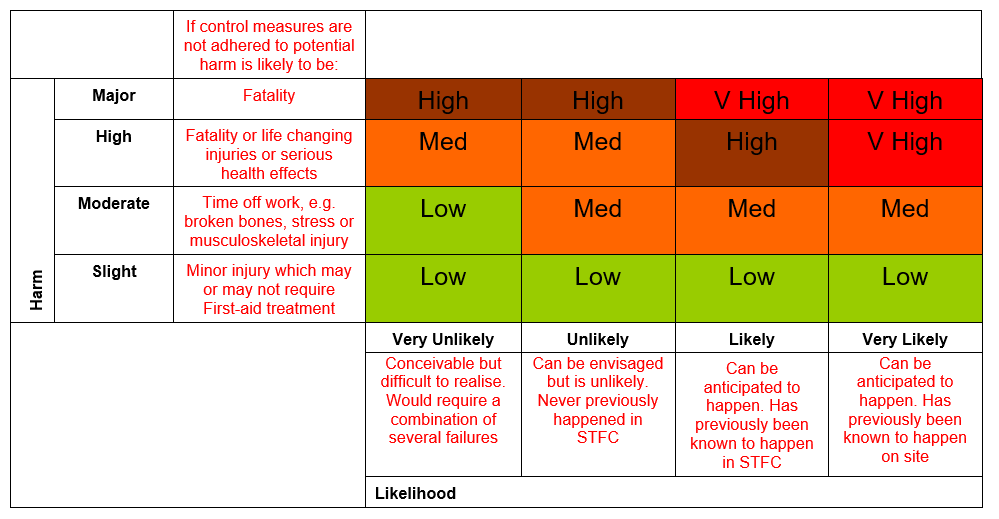 If control measures are
not adhered to potential
harm is likely to be:
Harm
Major
Fatality
High
High
V High
V High
High
Fatality or life changing
injuries or serious
health effects
Med
Med
High
V High
Moderate
Time off work, e.g.
broken bones, stress or
musculoskeletal injury
Low
Med
Med
Med
Slight
Minor injury which may
or may not require
First-aid treatment
Low
Low
Low
Low
Very Unlikely
Unlikely
Likely
Very Likely
Conceivable but
difficult to realise.
Would require a
combination of
several failures
Can be envisaged
but is unlikely.
Never previously
happened in
STFC
Can be
anticipated to
happen. Has
previously been
known to happen
in STFC
Can be
anticipated to
happen. Has
previously been
known to happen
on site
Likelihood